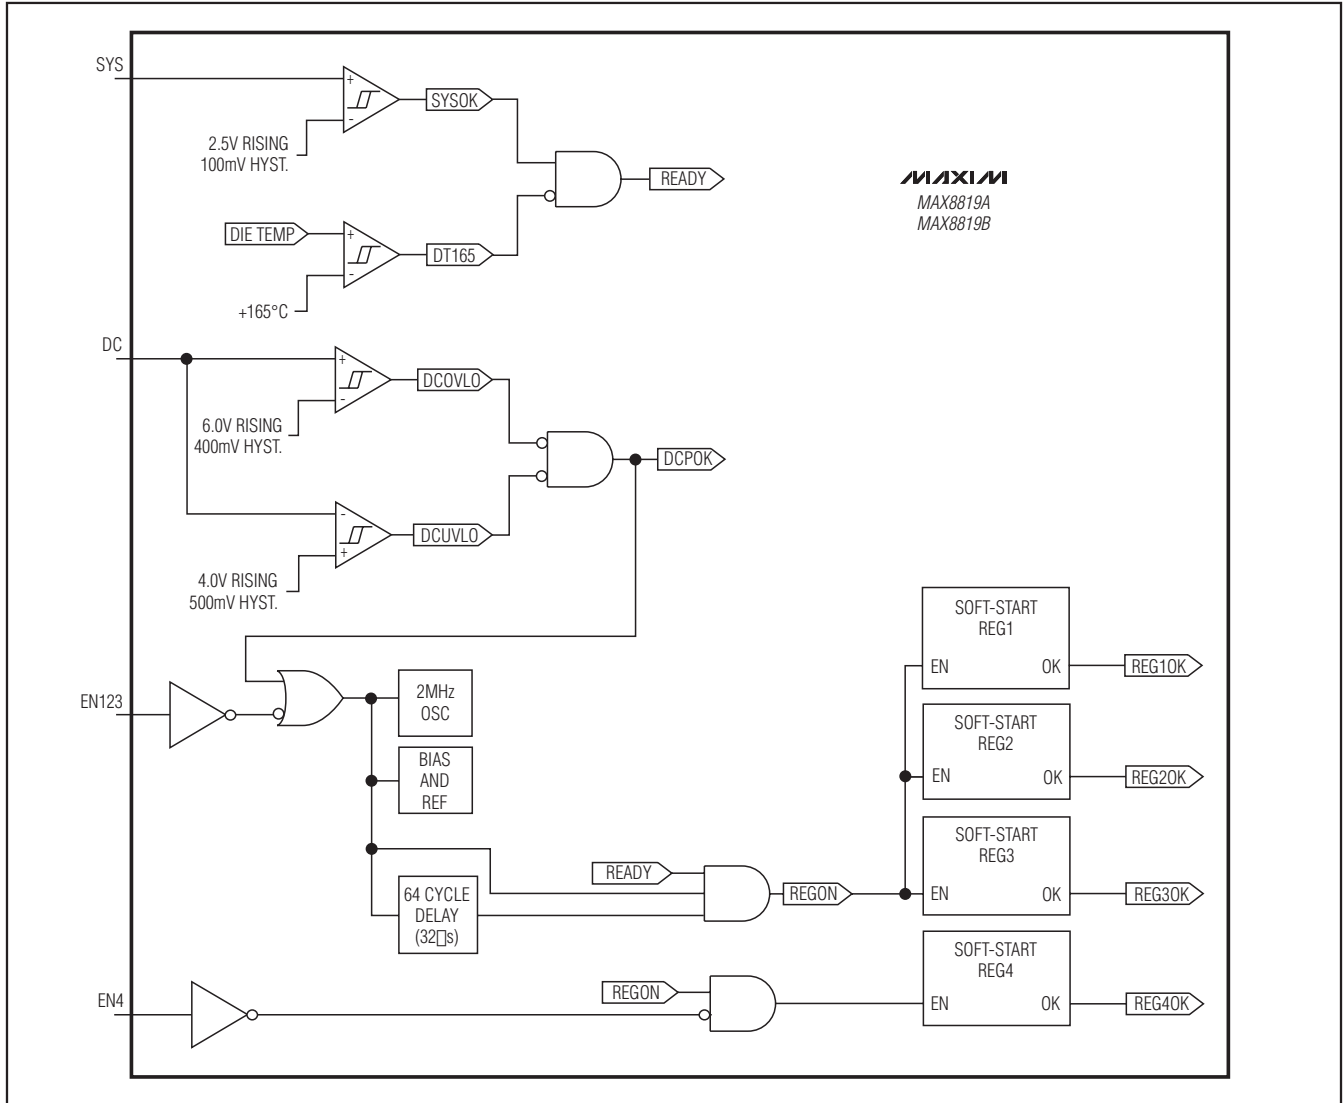 SYS
+
-
SYSOK
2.5V RISING
100mV HYST.
READY
MAXIM
MAX8819A
MAX8819B
DIE TEMP
+
-
DT165
+165°C
DC
+
-
DCOVLO
6.0V RISING
400mV HYST.
DCPOK
-
+
DCUVLO
4.0V RISING
500mV HYST.
SOFT-START
REG1
EN
OK
REG1OK
EN123
2MHz
OSC
SOFT-START
REG2
EN
OK
REG2OK
BIAS
AND
REF
SOFT-START
REG3
EN
OK
REG3OK
READY
REGON
64 CYCLE
DELAY
(32▯s)
SOFT-START
REG4
EN
OK
REG4OK
REGON
EN4